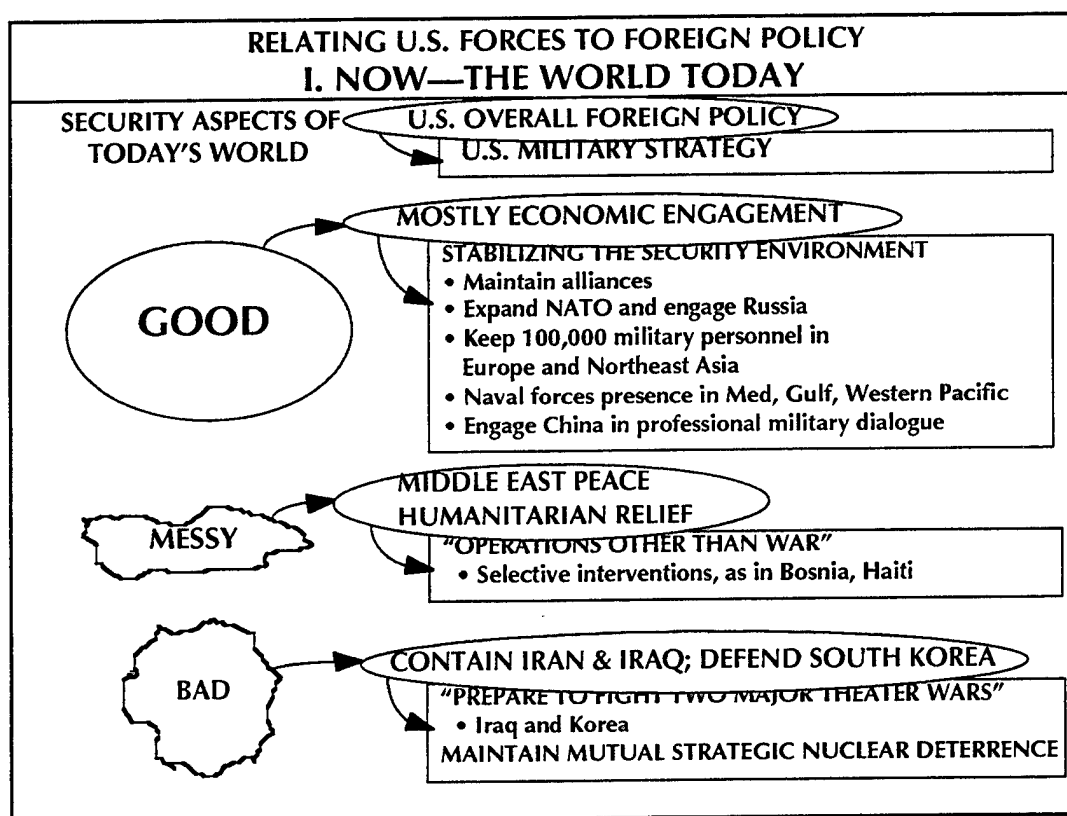 RELATING U.S. FORCES TO FOREIGN POLICY
I. NOW—THE WORLD TODAY
SECURITY ASPECTS OF
TODAY'S WORLD
U.S. OVERALL FOREIGN POLICY
U.S. MILITARY STRATEGY
GOOD
MOSTLY ECONOMIC ENGAGEMENT
STABILIZING THE SECURITY ENVIRONMENT
• Maintain alliances
• Expand NATO and engage Russia
• Keep 100,000 military personnel in
Europe and Northeast Asia
• Naval forces presence in Med, Gulf, Western Pacific
• Engage China in professional military dialogue
MESSY
MIDDLE EAST PEACE
HUMANITARIAN RELIEF
"OPERATIONS OTHER THAN WAR"
• Selective interventions, as in Bosnia, Haiti
BAD
CONTAIN IRAN & IRAQ; DEFEND SOUTH KOREA
"PREPARE TO FIGHT TWO MAJOR THEATER WARS"
• Iraq and Korea
MAINTAIN MUTUAL STRATEGIC NUCLEAR DETERRENCE